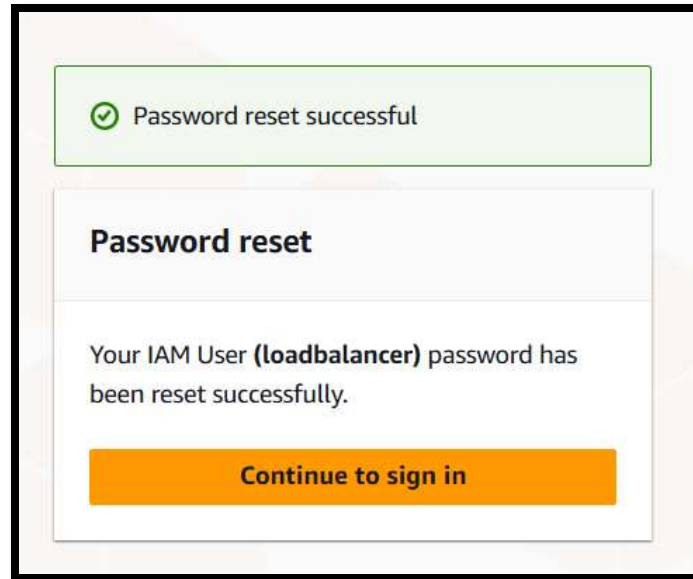 Password reset successful
Password reset
Your IAM User (loadbalancer) password has
been reset successfully.
Continue to sign in